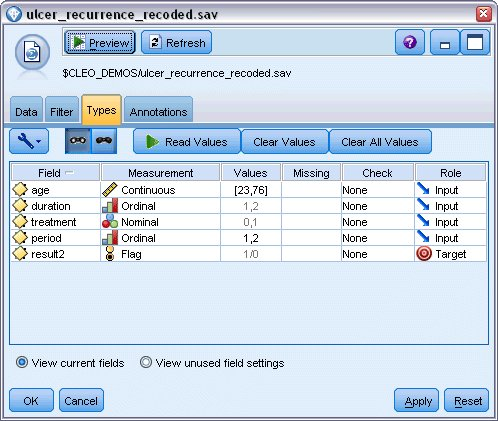 ulcer_recurrence_recoded.sav
Preview Refresh ?
$CLEO_DEMOS/ulcer_recurrence_recoded.sav
Data Filter Types Annotations
Read Values Clear Values Clear All Values
Field Measurement Values Missing Check Role
age Continuous [23,76] None Input
duration Ordinal 1,2 None Input
treatment Nominal 0,1 None Input
period Ordinal 1,2 None Input
result2 Flag 1/0 None Target
View current fields View unused field settings
OK Cancel Apply Reset